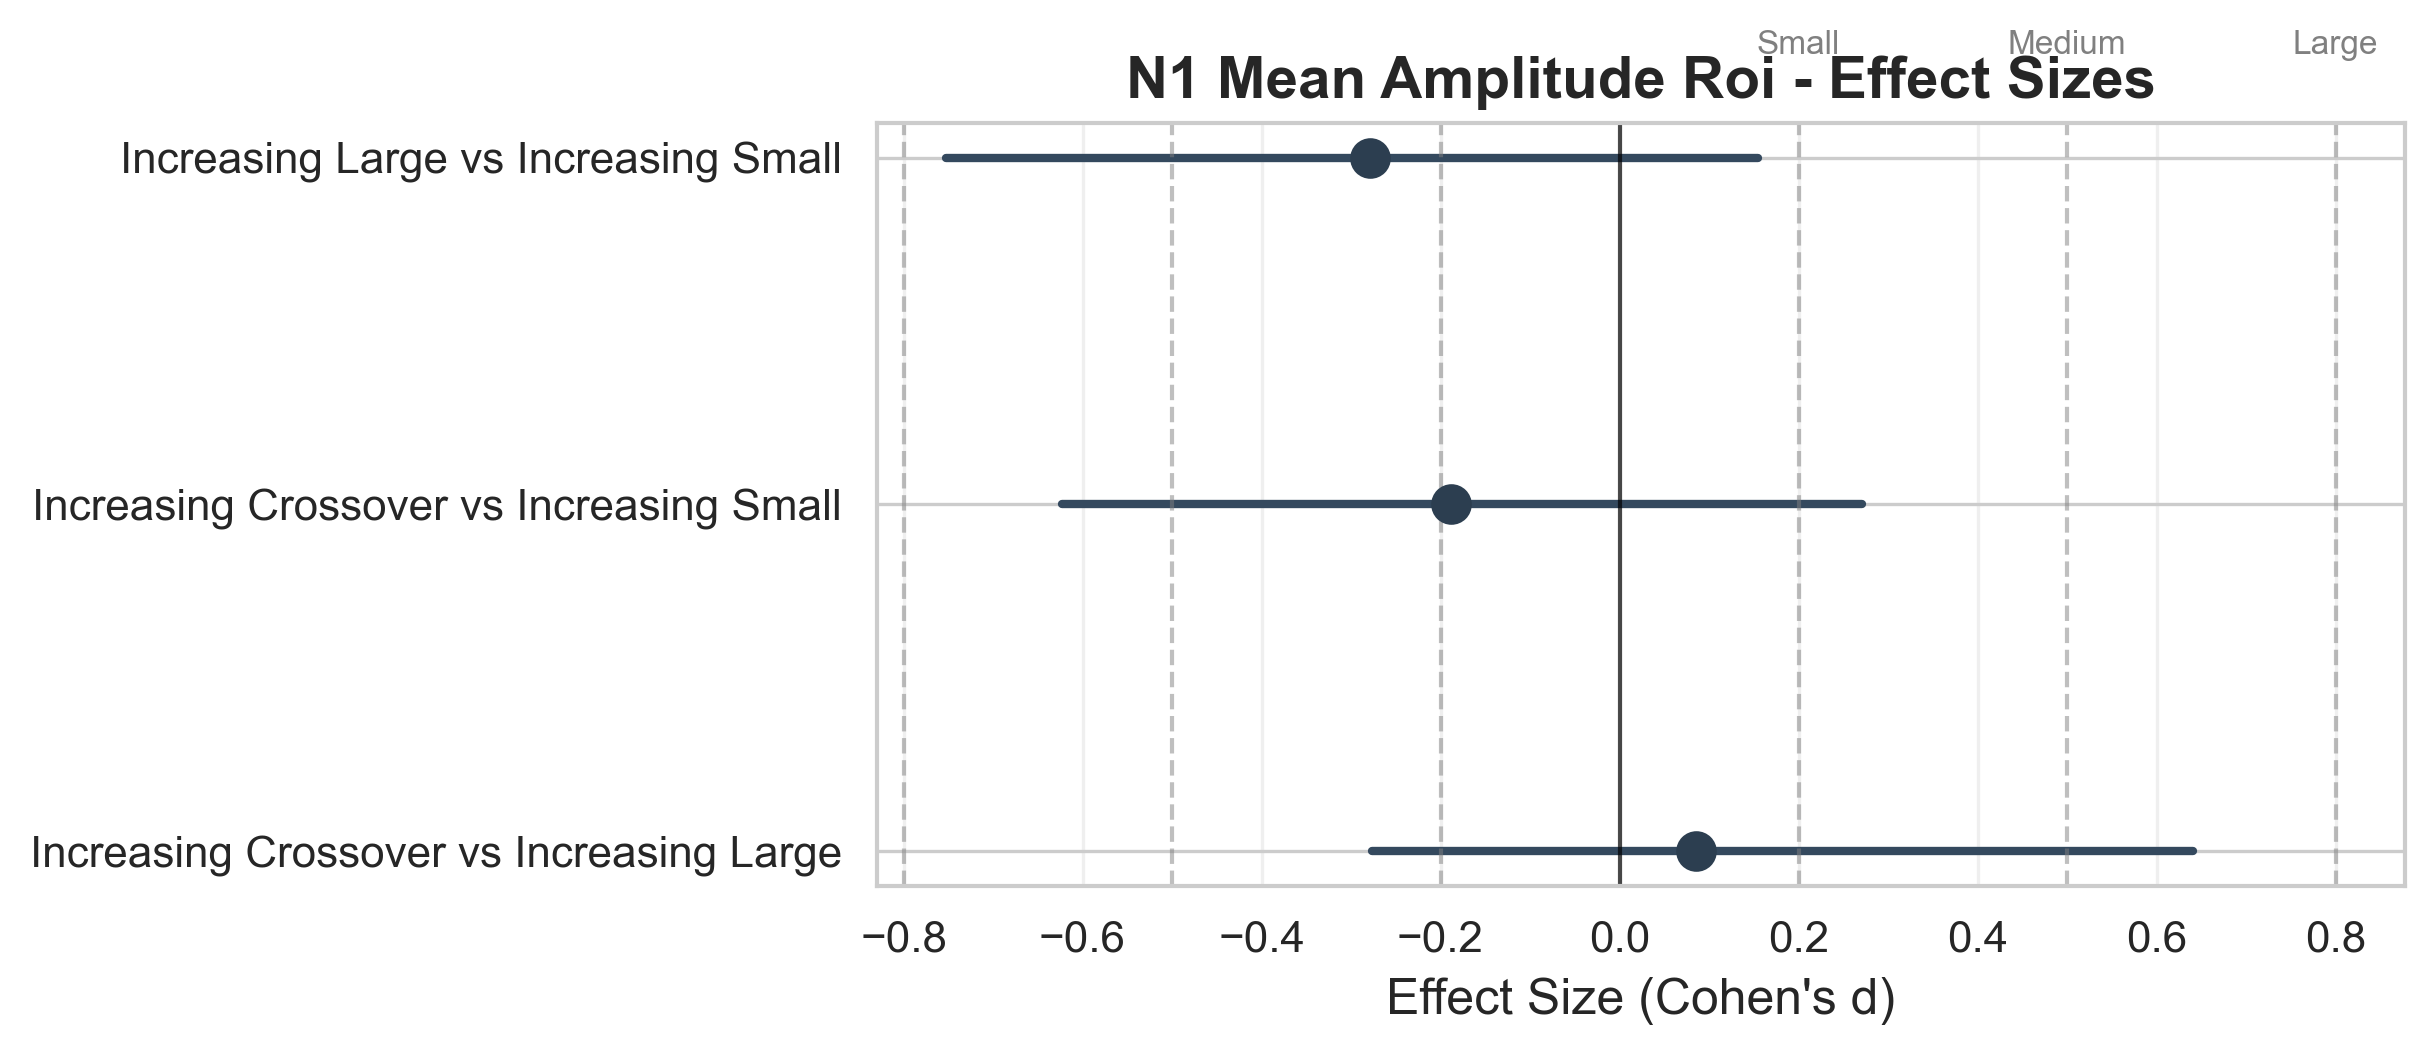 Small Medium Large
N1 Mean Amplitude Roi - Effect Sizes
Increasing Large vs Increasing Small
Increasing Crossover vs Increasing Small
Increasing Crossover vs Increasing Large
−0.8 −0.6 −0.4 −0.2 0.0 0.2 0.4 0.6 0.8
Effect Size (Cohen's d)